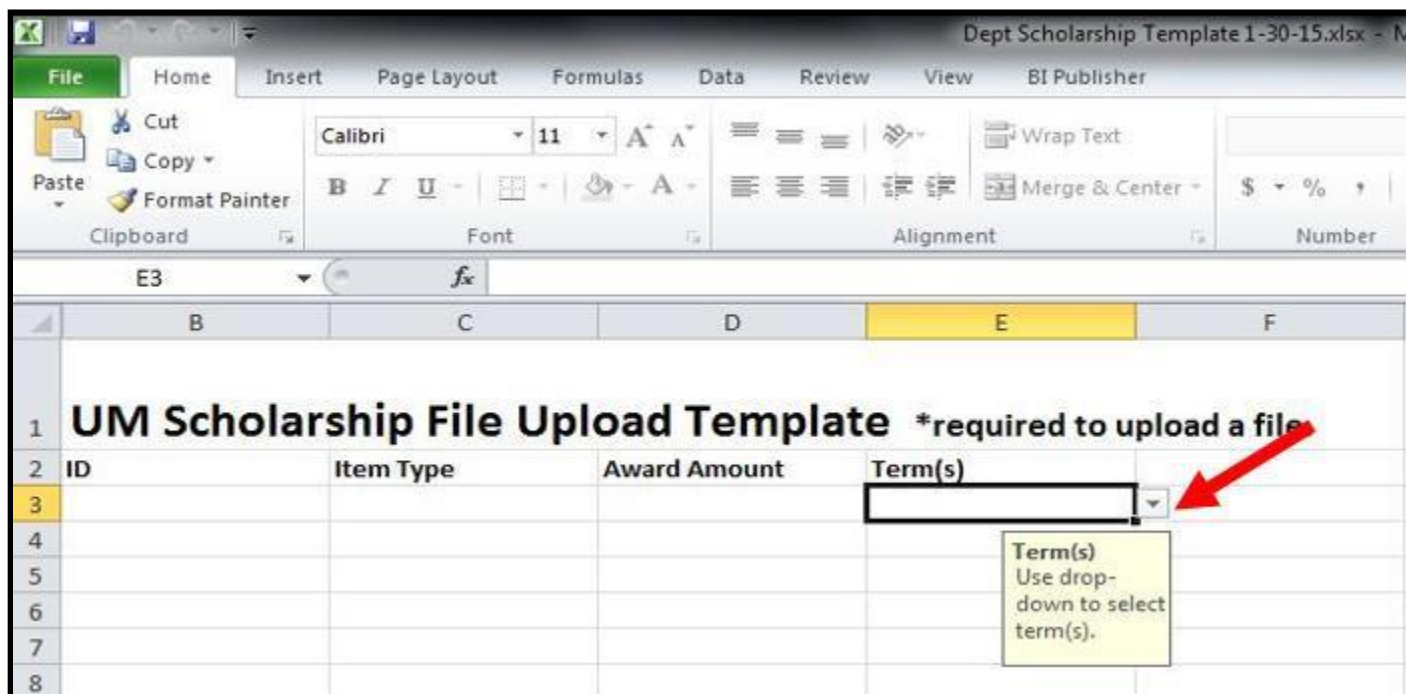 Dept Scholarship Template 1-30-15.xlsx - M
File Home Insert Page Layout Formulas Data Review View BI Publisher
Paste
Cut
Copy
Format Painter
Clipboard
Calibri 11 A A
B I U A
Font
Wrap Text
Merge & Center
Alignment
$ % ,
Number
E3 fx
B C D E F
1 UM Scholarship File Upload Template *required to upload a file
2 ID Item Type Award Amount Term(s)
3
4
5
6
7
8
Term(s)
Use drop-
down to select
term(s).